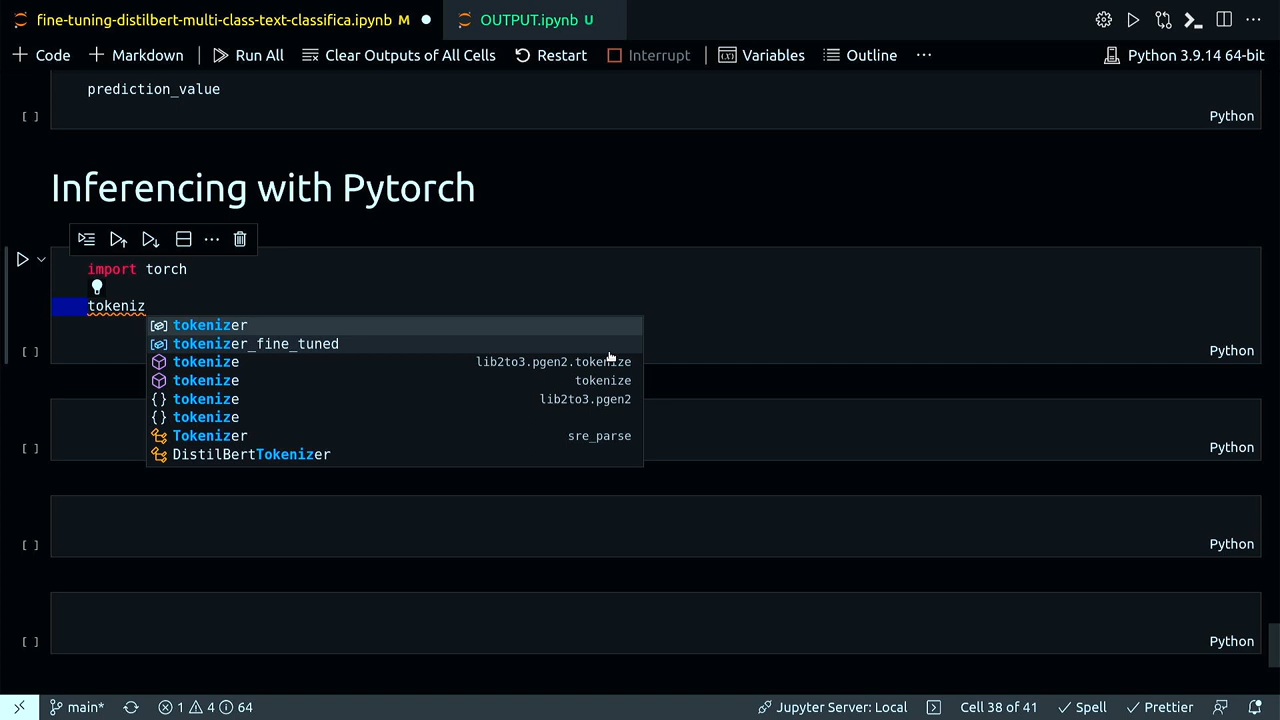 fine-tuning-distilbert-multi-class-text-classifica.ipynb M
OUTPUT.ipynb U
Code
Markdown
Run All
Clear Outputs of All Cells
Restart
Interrupt
Variables
Outline
Python 3.9.14 64-bit
prediction_value
[ ]
Python
Inferencing with Pytorch
import torch
tokeniz
tokenizer
tokenizer_fine_tuned
tokenize lib2to3.pgen2.tokenize
tokenize tokenize
tokenize lib2to3.pgen2
tokenize
Tokenizer sre_parse
DistilBertTokenizer
[ ]
Python
[ ]
Python
[ ]
Python
[ ]
Python
main*
1
4
64
Jupyter Server: Local
Cell 38 of 41
Spell
Prettier